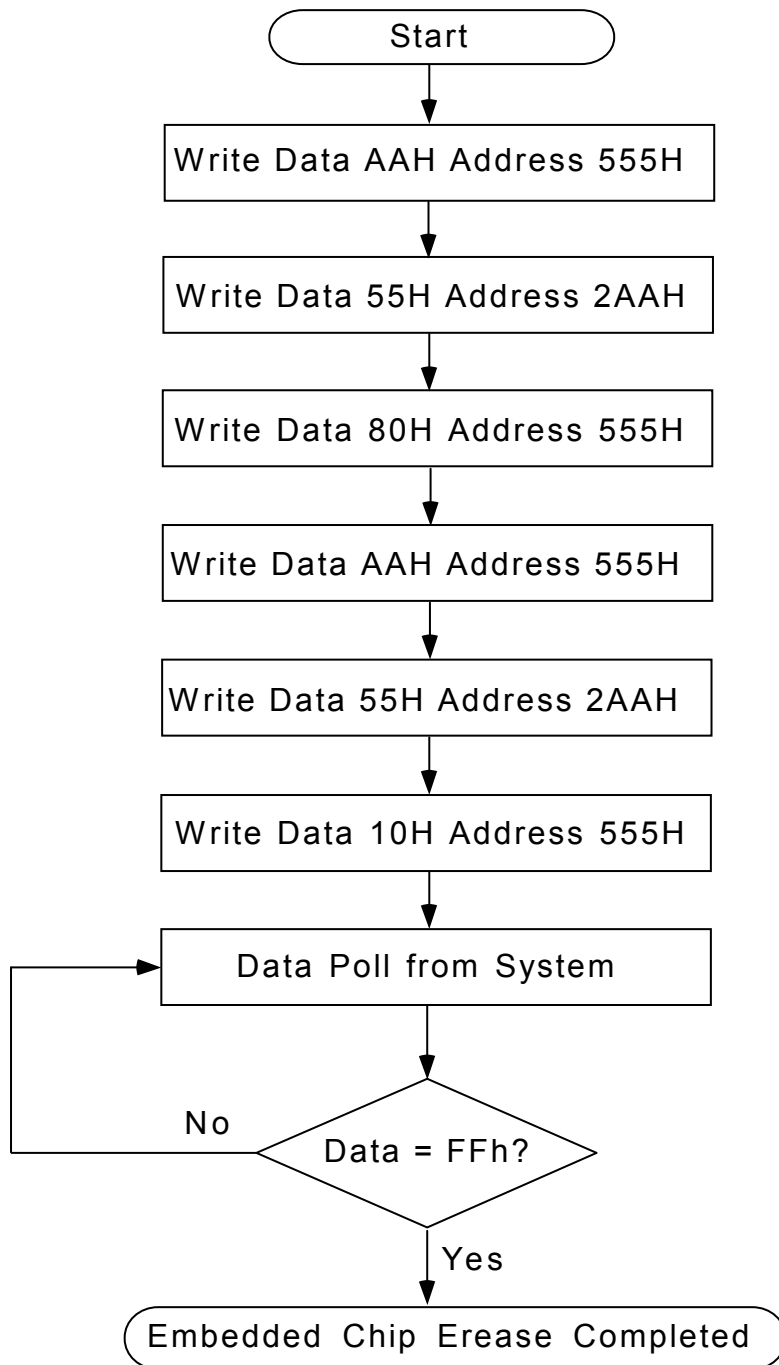 Start
Write Data AAH Address 555H
Write Data 55H Address 2AAH
Write Data 80H Address 555H
Write Data AAH Address 555H
Write Data 55H Address 2AAH
Write Data 10H Address 555H
Data Poll from System
No
Data = FFh?
Yes
Embedded Chip Erease Completed